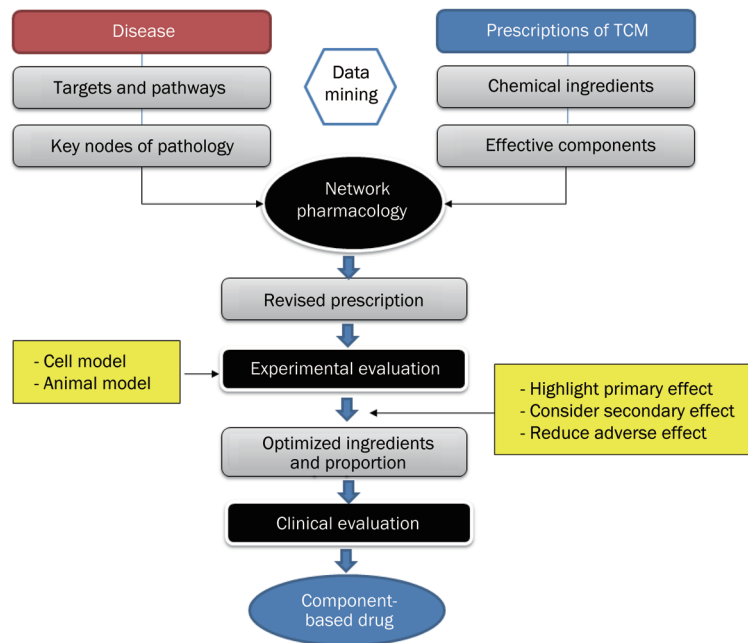 Disease
Prescriptions of TCM
Targets and pathways
Data
mining
Chemical ingredients
Key nodes of pathology
Effective components
Network
pharmacology
Revised prescription
- Cell model
- Animal model
Experimental evaluation
- Highlight primary effect
- Consider secondary effect
- Reduce adverse effect
Optimized ingredients
and proportion
Clinical evaluation
Component-
based drug